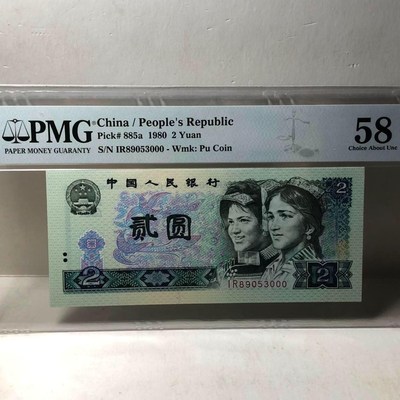 PMG
PAPER MONEY GUARANTY
China / People's Republic
Pick# 885a 1980 2 Yuan
S/N IR89053000 - Wmk: Pu Coin
58
Choice About Unc
中国人民银行
2
贰圆
2
2
IR89053000